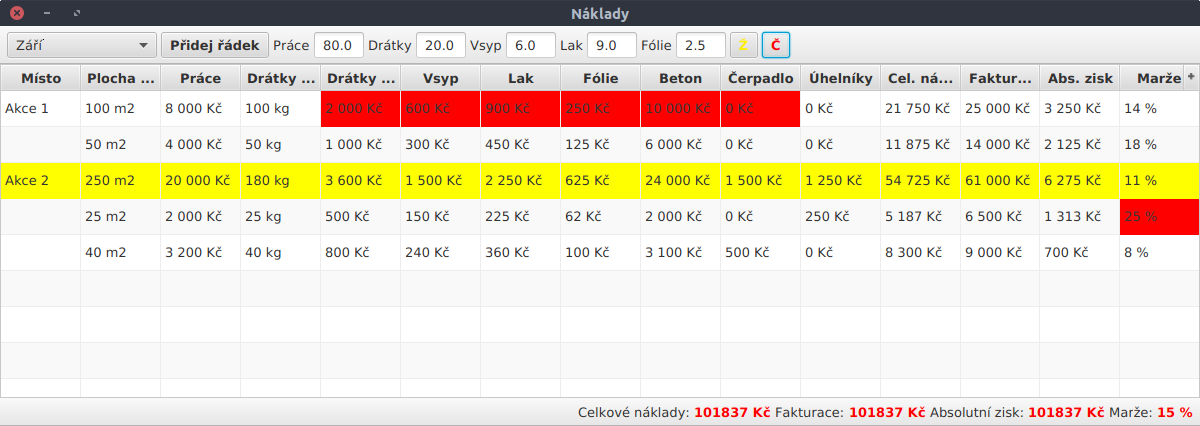 Náklady
Září Přidej řádek Práce 80.0 Drátky 20.0 Vsyp 6.0 Lak 9.0 Fólie 2.5 Ž Č
Místo Plocha ... Práce Drátky ... Drátky ... Vsyp Lak Fólie Beton Čerpadlo Úhelníky Cel. ná... Faktur... Abs. zisk Marže +
Akce 1 100 m2 8 000 Kč 100 kg 2 000 Kč 600 Kč 900 Kč 250 Kč 10 000 Kč 0 Kč 0 Kč 21 750 Kč 25 000 Kč 3 250 Kč 14 %
50 m2 4 000 Kč 50 kg 1 000 Kč 300 Kč 450 Kč 125 Kč 6 000 Kč 0 Kč 0 Kč 11 875 Kč 14 000 Kč 2 125 Kč 18 %
Akce 2 250 m2 20 000 Kč 180 kg 3 600 Kč 1 500 Kč 2 250 Kč 625 Kč 24 000 Kč 1 500 Kč 1 250 Kč 54 725 Kč 61 000 Kč 6 275 Kč 11 %
25 m2 2 000 Kč 25 kg 500 Kč 150 Kč 225 Kč 62 Kč 2 000 Kč 0 Kč 250 Kč 5 187 Kč 6 500 Kč 1 313 Kč 25 %
40 m2 3 200 Kč 40 kg 800 Kč 240 Kč 360 Kč 100 Kč 3 100 Kč 500 Kč 0 Kč 8 300 Kč 9 000 Kč 700 Kč 8 %
Celkové náklady: 101837 Kč Fakturace: 101837 Kč Absolutní zisk: 101837 Kč Marže: 15 %